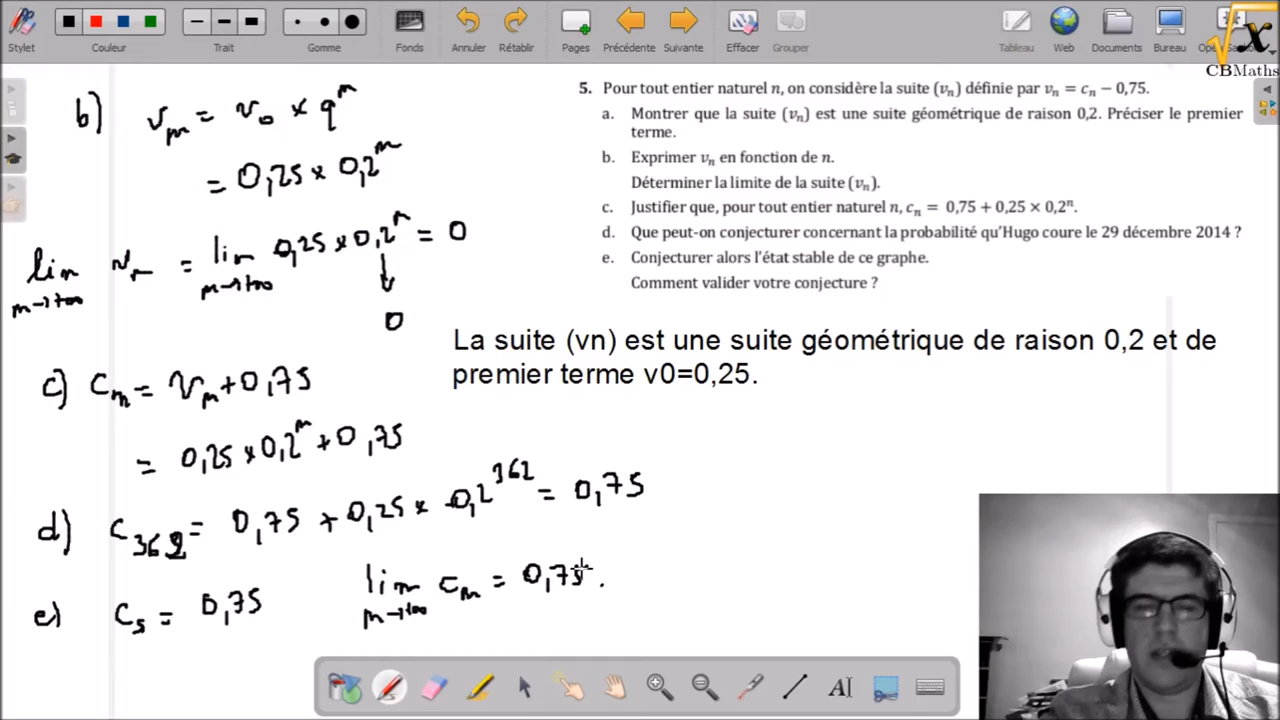 Stylet Couleur Trait Gomme Fonds Annuler Rétablir Pages Précédente Suivante Effacer Grouper Tableau Web Documents Bureau
√x
CBMaths
5. Pour tout entier naturel n, on considère la suite (vₙ) définie par vₙ = cₙ − 0,75.
a. Montrer que la suite (vₙ) est une suite géométrique de raison 0,2. Préciser le premier
terme.
b. Exprimer vₙ en fonction de n.
Déterminer la limite de la suite (vₙ).
c. Justifier que, pour tout entier naturel n, cₙ = 0,75 + 0,25 × 0,2ⁿ.
d. Que peut-on conjecturer concernant la probabilité qu'Hugo coure le 29 décembre 2014 ?
e. Conjecturer alors l'état stable de ce graphe.
Comment valider votre conjecture ?
La suite (vn) est une suite géométrique de raison 0,2 et de
premier terme v0=0,25.
b) vₙ = v₀ × qⁿ
= 0,25 × 0,2ⁿ
lim vₙ = lim 0,25 × 0,2ⁿ = 0
n→+∞ n→+∞
0
c) cₙ = vₙ + 0,75
= 0,25 × 0,2ⁿ + 0,75
d) c₃₆₂ = 0,75 + 0,25 × 0,2³⁶² = 0,75
e) cₛ = 0,75 lim cₙ = 0,75.
n→+∞
AI